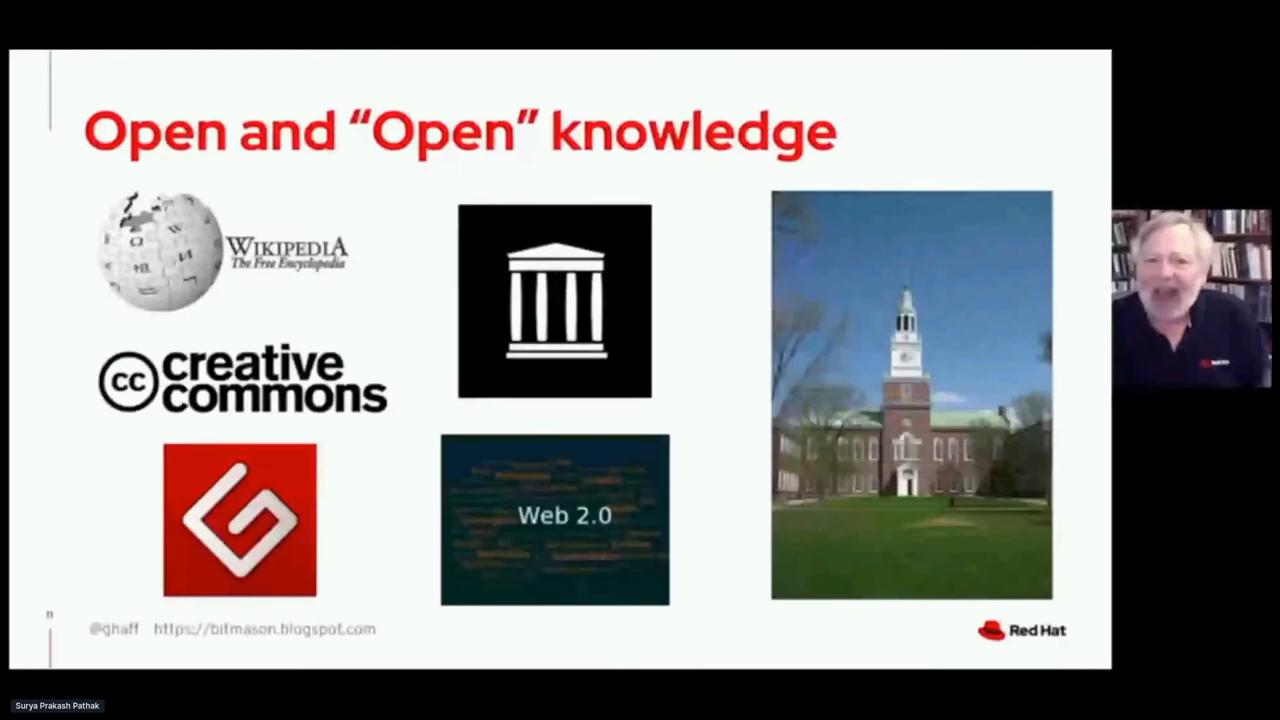 Open and “Open” knowledge
WIKIPEDIA
The Free Encyclopedia
cc creative
commons
Web 2.0
@ghaff https://bitmason.blogspot.com
Red Hat
Surya Prakash Pathak